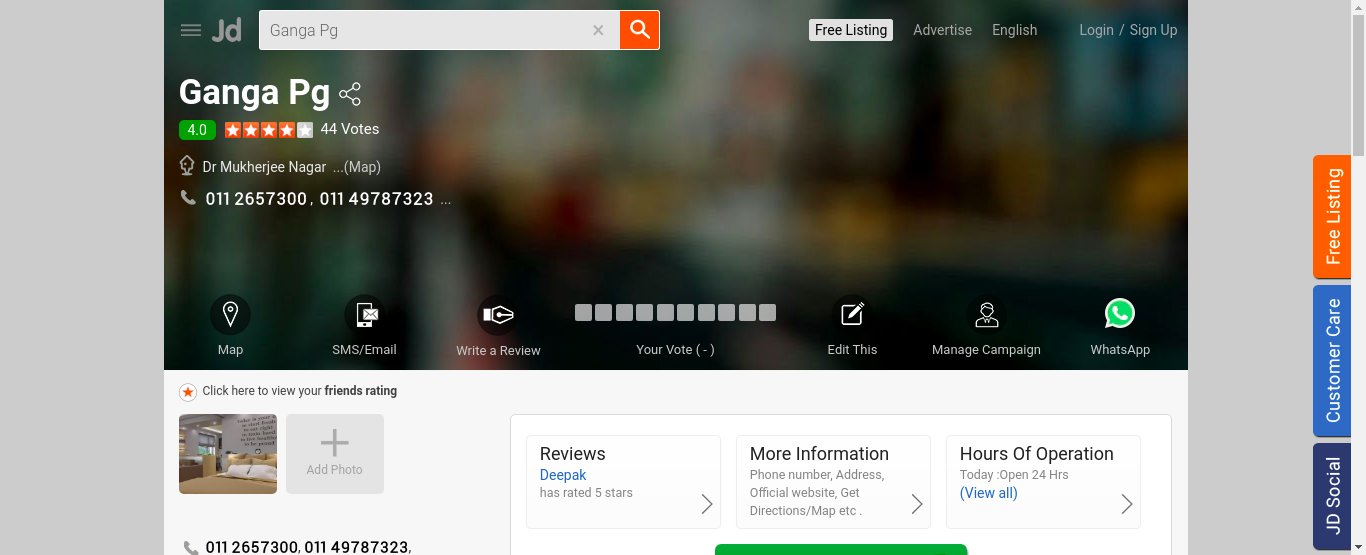 Jd Ganga Pg × Free Listing Advertise English Login / Sign Up
Ganga Pg
4.0 44 Votes
Dr Mukherjee Nagar ...(Map)
011 2657300 , 011 49787323 ...
Map SMS/Email Write a Review Your Vote ( - ) Edit This Manage Campaign WhatsApp
Click here to view your friends rating
Add Photo
011 2657300, 011 49787323,
Reviews
Deepak
has rated 5 stars
More Information
Phone number, Address,
Official website, Get
Directions/Map etc .
Hours Of Operation
Today :Open 24 Hrs
(View all)
Free Listing
Customer Care
JD Social